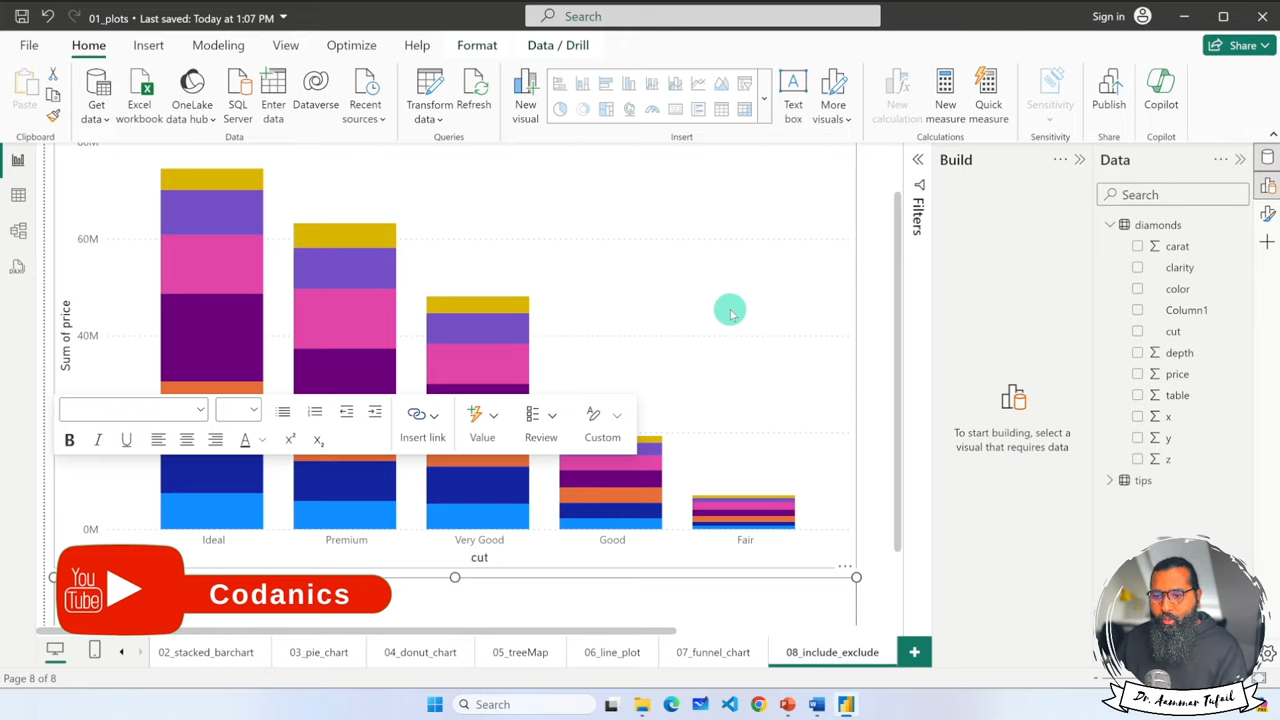 01_plots • Last saved: Today at 1:07 PM
Search
Sign in
File Home Insert Modeling View Optimize Help Format Data / Drill
Share
Paste
Get data
Excel workbook
OneLake data hub
SQL Server
Enter data
Dataverse
Recent sources
Transform data
Refresh
New visual
Text box
More visuals
New calculation
New measure
Quick measure
Sensitivity
Publish
Copilot
Clipboard Data Queries Insert Calculations Sensitivity Share Copilot
80M
60M
40M
0M
Sum of price
Ideal Premium Very Good Good Fair
cut
Insert link Value Review Custom
B I U A x² x₂
Filters
Build
To start building, select a
visual that requires data
Data
Search
diamonds
carat
clarity
color
Column1
cut
depth
price
table
x
y
z
tips
You
Tube
Codanics
02_stacked_barchart 03_pie_chart 04_donut_chart 05_treeMap 06_line_plot 07_funnel_chart 08_include_exclude
Page 8 of 8
Search
Dr. Aammar Tufail